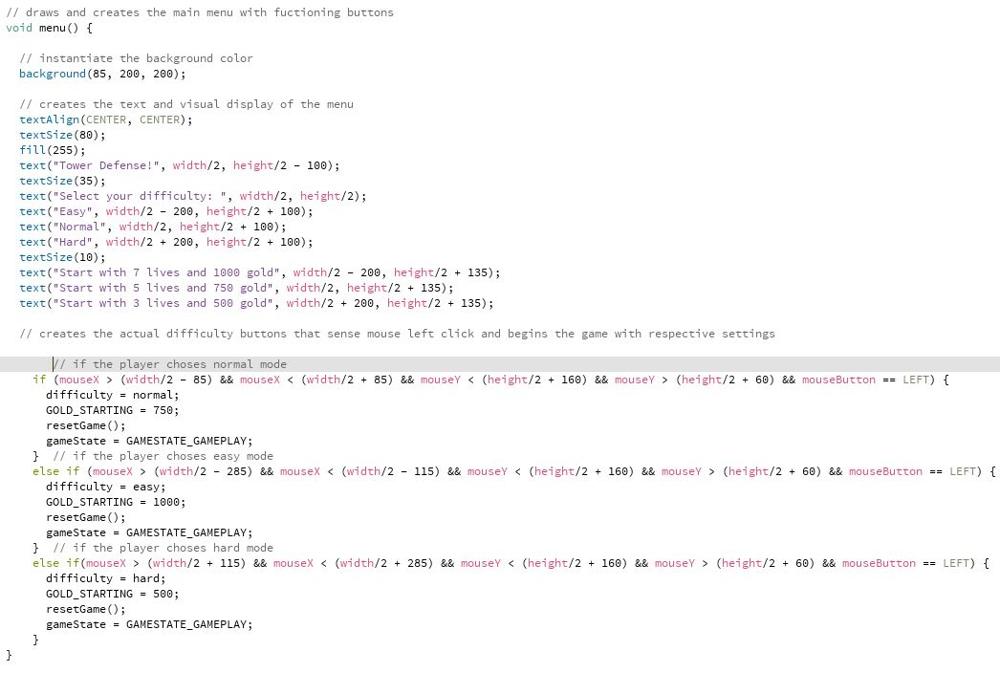 // draws and creates the main menu with fuctioning buttons
void menu() {
// instantiate the background color
background(85, 200, 200);
// creates the text and visual display of the menu
textAlign(CENTER, CENTER);
textSize(80);
fill(255);
text("Tower Defense!", width/2, height/2 - 100);
textSize(35);
text("Select your difficulty: ", width/2, height/2);
text("Easy", width/2 - 200, height/2 + 100);
text("Normal", width/2, height/2 + 100);
text("Hard", width/2 + 200, height/2 + 100);
textSize(10);
text("Start with 7 lives and 1000 gold", width/2 - 200, height/2 + 135);
text("Start with 5 lives and 750 gold", width/2, height/2 + 135);
text("Start with 3 lives and 500 gold", width/2 + 200, height/2 + 135);
// creates the actual difficulty buttons that sense mouse left click and begins the game with respective settings
// if the player choses normal mode
if (mouseX > (width/2 - 85) && mouseX < (width/2 + 85) && mouseY < (height/2 + 160) && mouseY > (height/2 + 60) && mouseButton == LEFT) {
difficulty = normal;
GOLD_STARTING = 750;
resetGame();
gameState = GAMESTATE_GAMEPLAY;
} // if the player choses easy mode
else if (mouseX > (width/2 - 285) && mouseX < (width/2 - 115) && mouseY < (height/2 + 160) && mouseY > (height/2 + 60) && mouseButton == LEFT) {
difficulty = easy;
GOLD_STARTING = 1000;
resetGame();
gameState = GAMESTATE_GAMEPLAY;
} // if the player choses hard mode
else if(mouseX > (width/2 + 115) && mouseX < (width/2 + 285) && mouseY < (height/2 + 160) && mouseY > (height/2 + 60) && mouseButton == LEFT) {
difficulty = hard;
GOLD_STARTING = 500;
resetGame();
gameState = GAMESTATE_GAMEPLAY;
}
}